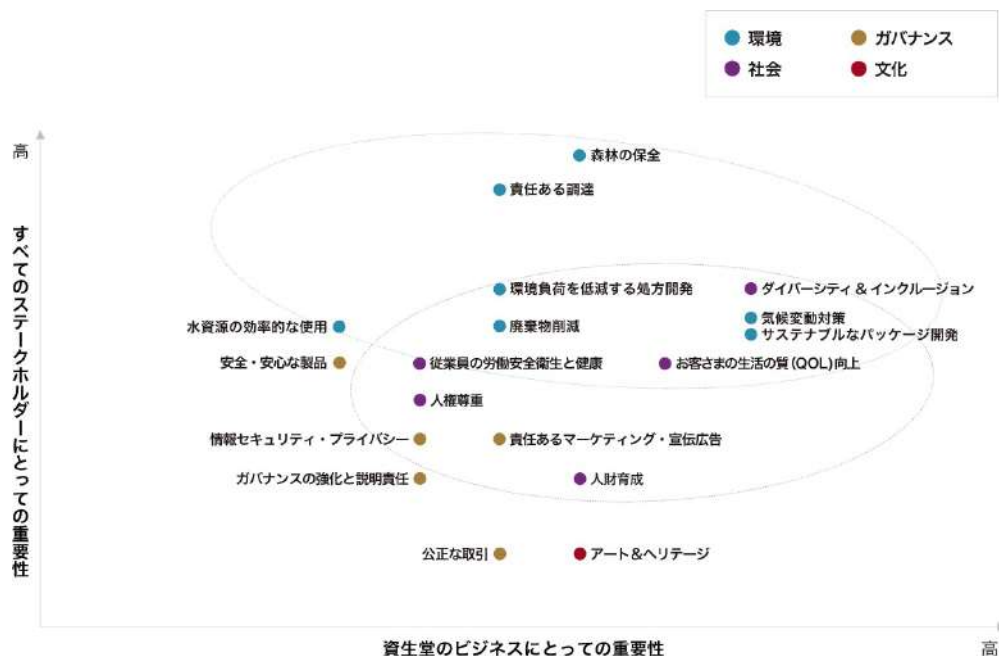 環境
ガバナンス
社会
文化
高
すべてのステークホルダーにとっての重要性
森林の保全
責任ある調達
環境負荷を低減する処方開発
ダイバーシティ & インクルージョン
水資源の効率的な使用
廃棄物削減
気候変動対策
サステナブルなパッケージ開発
安全・安心な製品
従業員の労働安全衛生と健康
お客さまの生活の質(QOL)向上
人権尊重
情報セキュリティ・プライバシー
責任あるマーケティング・宣伝広告
ガバナンスの強化と説明責任
人財育成
公正な取引
アート&ヘリテージ
資生堂のビジネスにとっての重要性
高